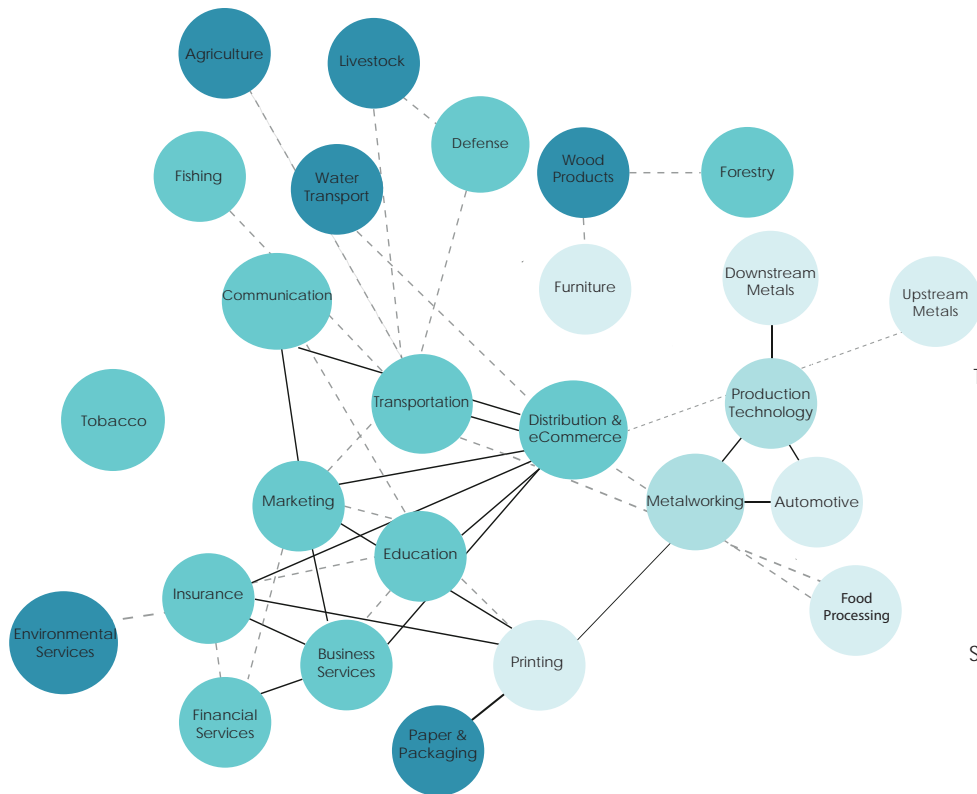 Agriculture
Livestock
Defense
Fishing
Water
Transport
Wood
Products
Forestry
Communication
Furniture
Downstream
Metals
Upstream
Metals
T
Tobacco
Transportation
Distribution &
eCommerce
Production
Technology
Marketing
Metalworking
Automotive
Education
Insurance
Food
Processing
Environmental
Services
Business
Services
Printing
S
Financial
Services
Paper &
Packaging